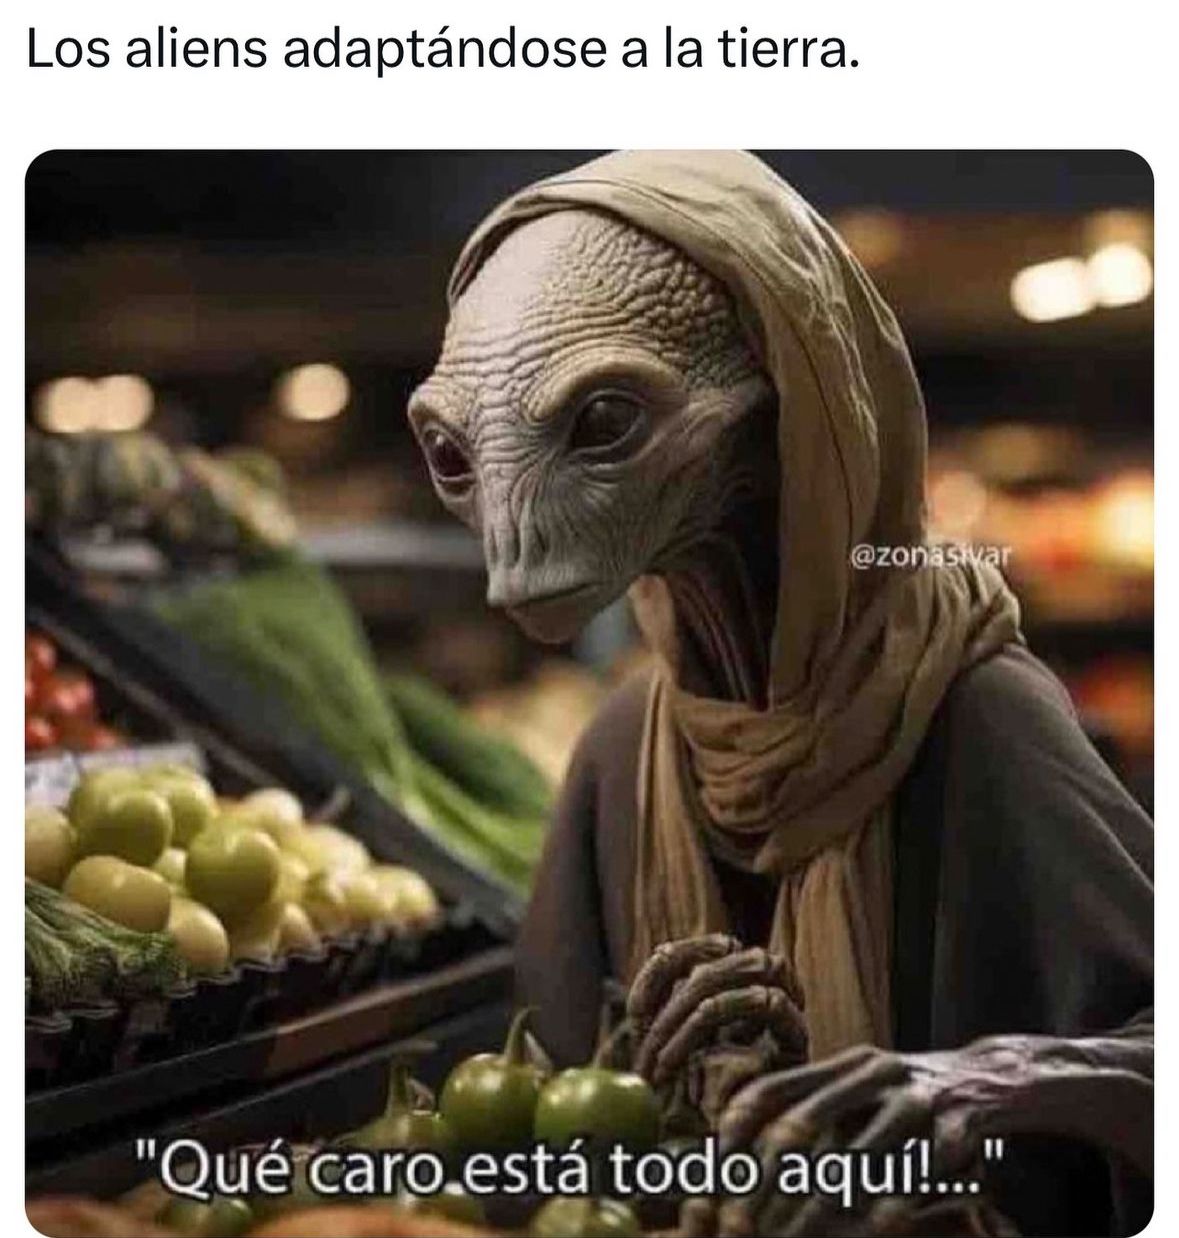 Los aliens adaptándose a la tierra.
@zonasivar
"Qué caro está todo aquí!..."